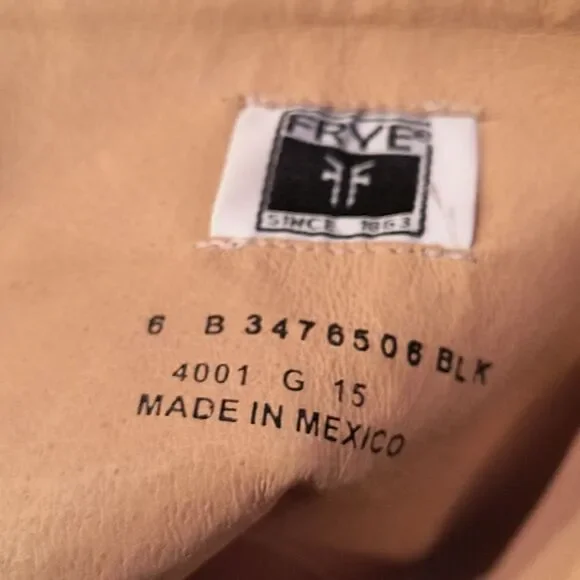 FRYE®
SINCE 1863
6 B 3476506 BLK
4001 G 15
MADE IN MEXICO